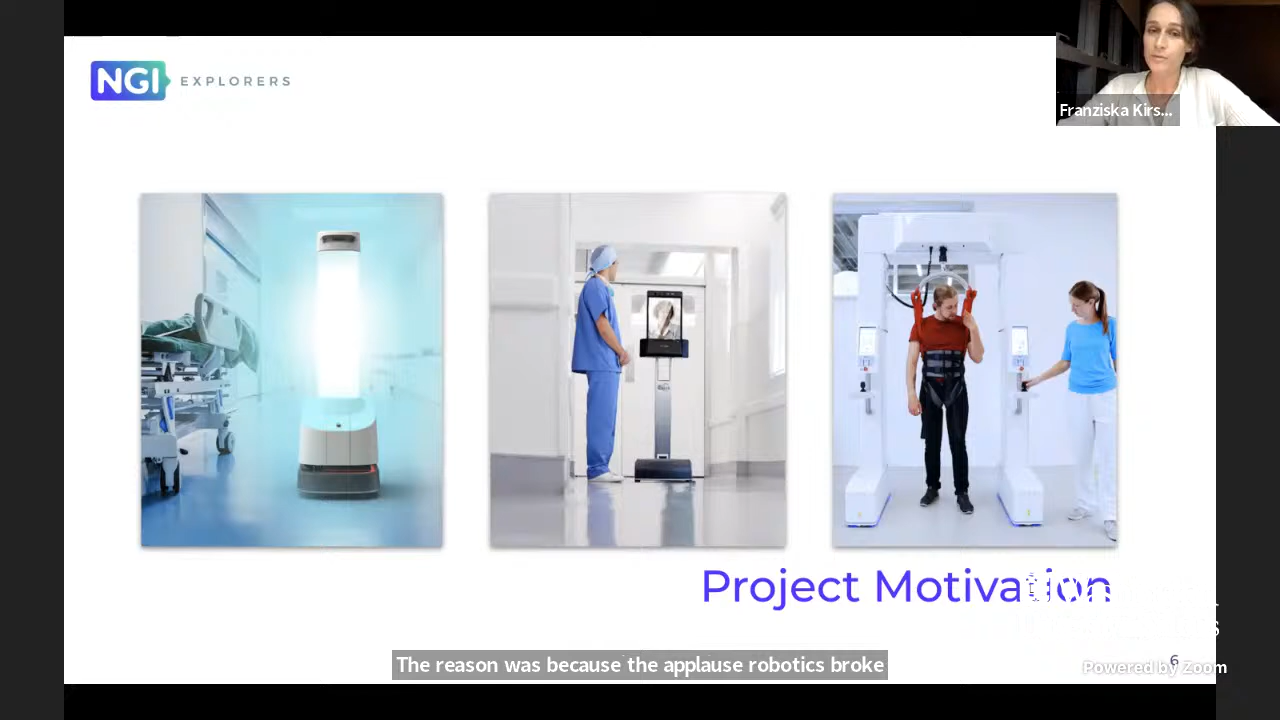 NGI EXPLORERS
Franziska Kirs...
Project Motivation
The reason was because the applause robotics broke
6
Powered by Zoom